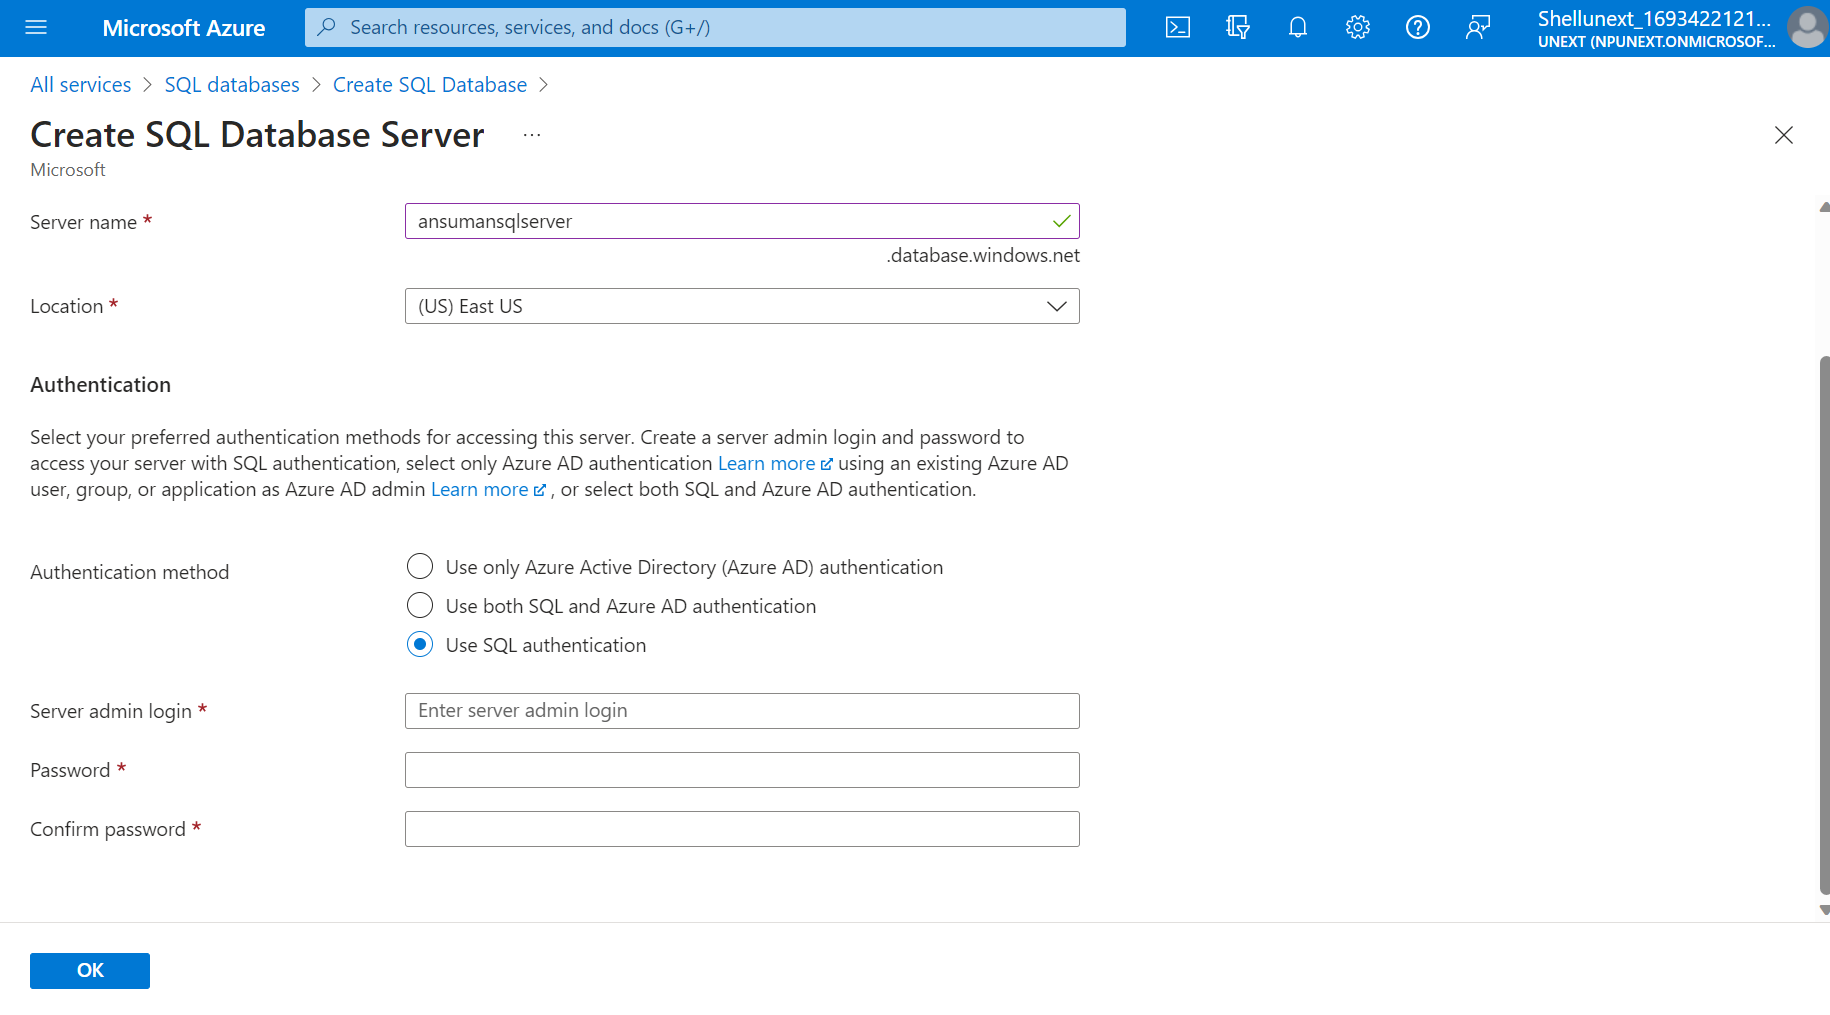 Microsoft Azure
Search resources, services, and docs (G+/)
Shellunext_1693422121...
UNEXT (NPUNEXT.ONMICROSOF...
All services > SQL databases > Create SQL Database >
Create SQL Database Server ...
Microsoft
Server name *
ansumansqlserver
.database.windows.net
Location *
(US) East US
Authentication
Select your preferred authentication methods for accessing this server. Create a server admin login and password to
access your server with SQL authentication, select only Azure AD authentication Learn more using an existing Azure AD
user, group, or application as Azure AD admin Learn more , or select both SQL and Azure AD authentication.
Authentication method
Use only Azure Active Directory (Azure AD) authentication
Use both SQL and Azure AD authentication
Use SQL authentication
Server admin login *
Enter server admin login
Password *
Confirm password *
OK